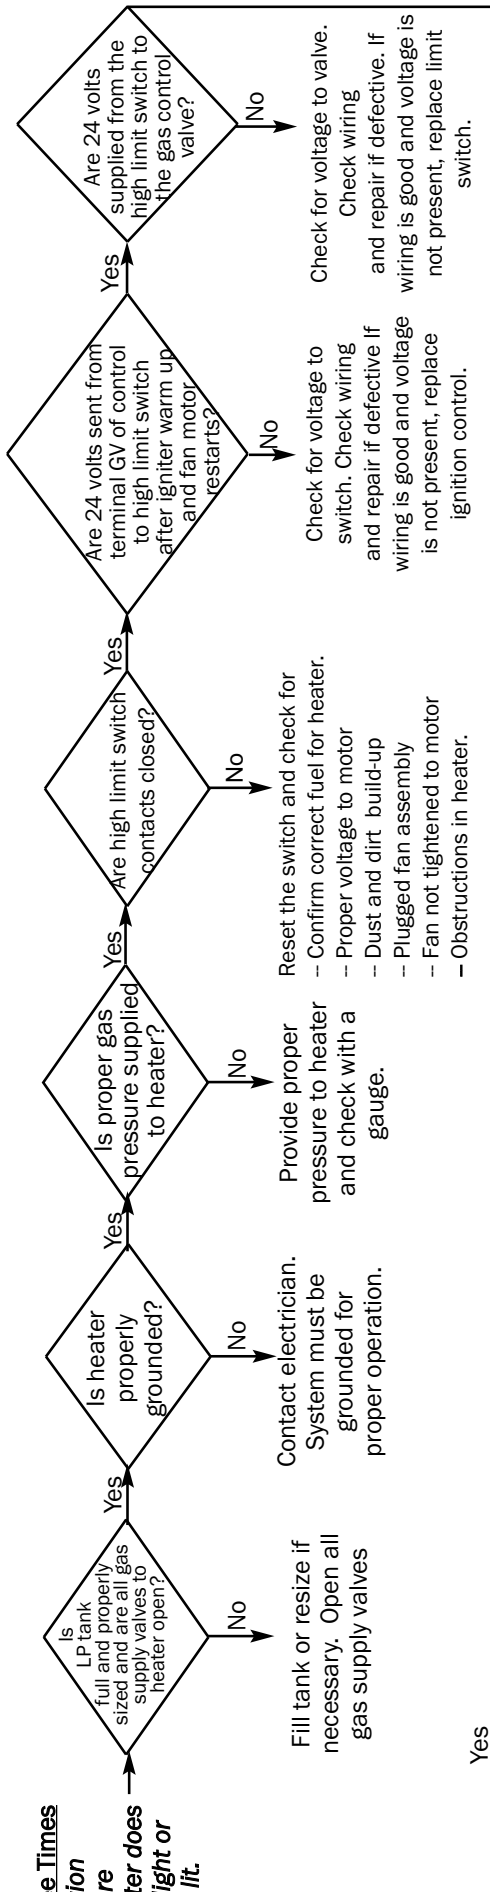 ee Times
tion
re
ter does
light or
lit.
Is
LP tank
full and properly
sized and are all gas
supply valves to
heater open?
Yes
No
Fill tank or resize if
necessary. Open all
gas supply valves
Is heater
properly
grounded?
Yes
No
Contact electrician.
System must be
grounded for
proper operation.
Is proper gas
pressure supplied
to heater?
Yes
No
Provide proper
pressure to heater
and check with a
gauge.
Are high limit switch
contacts closed?
Yes
No
Reset the switch and check for
-- Confirm correct fuel for heater.
-- Proper voltage to motor
-- Dust and dirt build-up
-- Plugged fan assembly
-- Fan not tightened to motor
– Obstructions in heater.
Are 24 volts sent from
terminal GV of control
to high limit switch
after igniter warm up
and fan motor
restarts?
Yes
No
Check for voltage to
switch. Check wiring
and repair if defective If
wiring is good and voltage
is not present, replace
ignition control.
Are 24 volts
supplied from the
high limit switch to
the gas control
valve?
No
Check for voltage to valve.
Check wiring
and repair if defective. If
wiring is good and voltage is
not present, replace limit
switch.
Yes